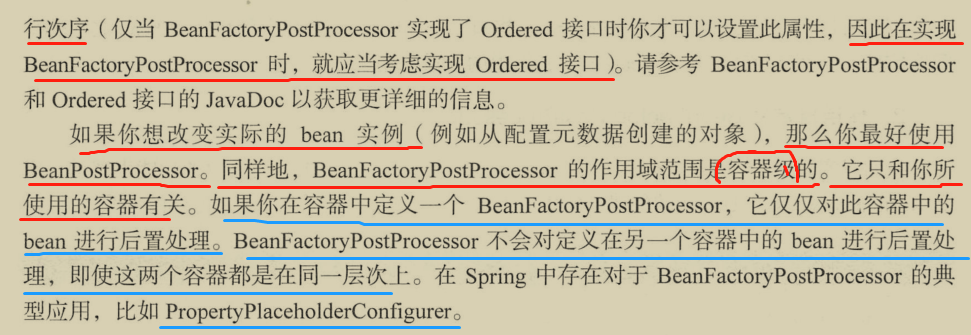 行次序（仅当 BeanFactoryPostProcessor 实现了 Ordered 接口时你才可以设置此属性，因此在实现
BeanFactoryPostProcessor 时，就应当考虑实现 Ordered 接口）。请参考 BeanFactoryPostProcessor
和 Ordered 接口的 JavaDoc 以获取更详细的信息。
如果你想改变实际的 bean 实例（例如从配置元数据创建的对象），那么你最好使用
BeanPostProcessor。同样地，BeanFactoryPostProcessor 的作用域范围是容器级的。它只和你所
使用的容器有关。如果你在容器中定义一个 BeanFactoryPostProcessor，它仅仅对此容器中的
bean 进行后置处理。BeanFactoryPostProcessor 不会对定义在另一个容器中的 bean 进行后置处
理，即使这两个容器都是在同一层次上。在 Spring 中存在对于 BeanFactoryPostProcessor 的典
型应用，比如 PropertyPlaceholderConfigurer。